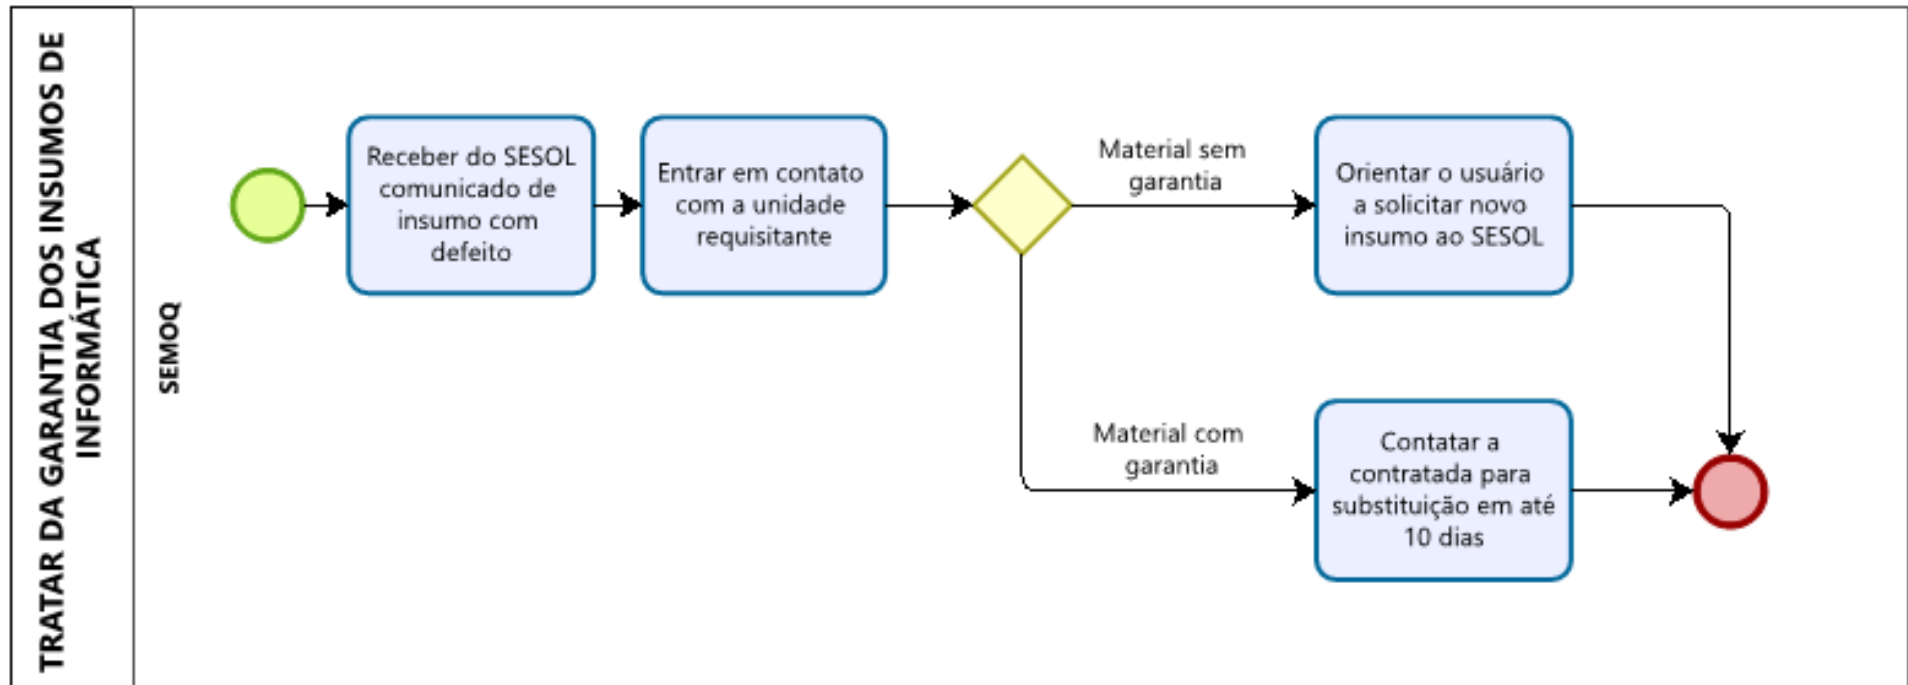 TRATAR DA GARANTIA DOS INSUMOS DE
INFORMÁTICA
SEMOQ
Receber do SESOL
comunicado de
insumo com
defeito
Entrar em contato
com a unidade
requisitante
Material sem
garantia
Orientar o usuário
a solicitar novo
insumo ao SESOL
Material com
garantia
Contatar a
contratada para
substituição em até
10 dias